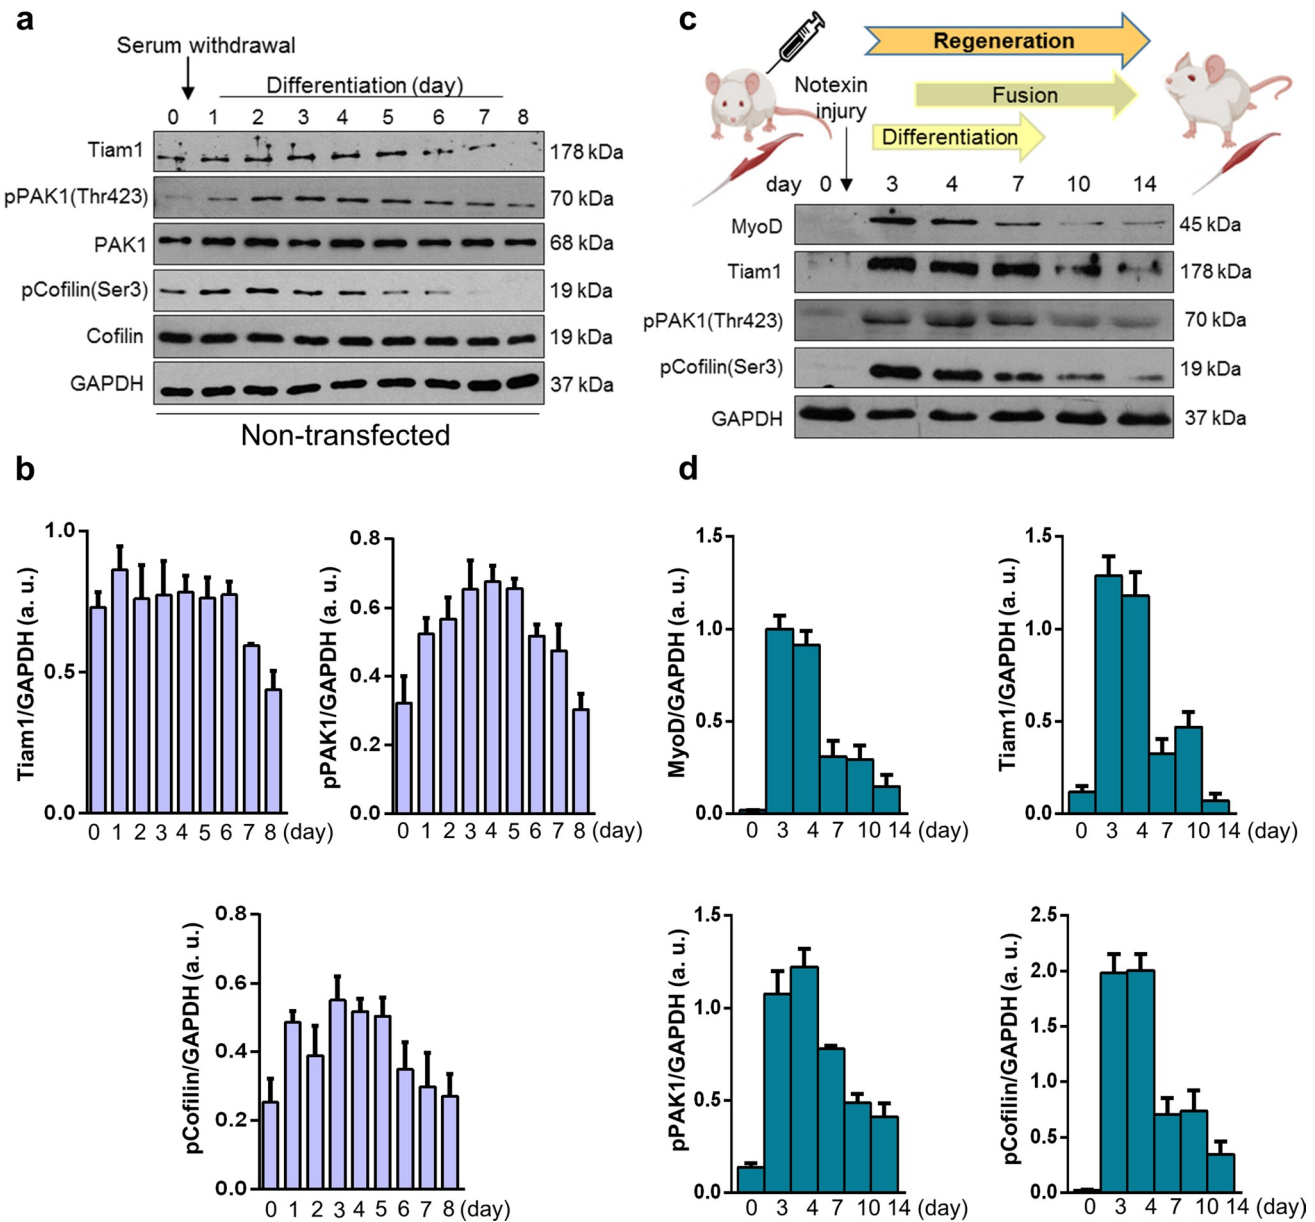 a
Serum withdrawal
Differentiation (day)
0 1 2 3 4 5 6 7 8
Tiam1 178 kDa
pPAK1(Thr423) 70 kDa
PAK1 68 kDa
pCofilin(Ser3) 19 kDa
Cofilin 19 kDa
GAPDH 37 kDa
Non-transfected
b
Tiam1/GAPDH (a. u.)
1.0
0.5
0.0
0 1 2 3 4 5 6 7 8 (day)
pPAK1/GAPDH (a. u.)
0.8
0.6
0.4
0.2
0.0
0 1 2 3 4 5 6 7 8 (day)
pCofilin/GAPDH (a. u.)
0.8
0.6
0.4
0.2
0.0
0 1 2 3 4 5 6 7 8 (day)
c
Regeneration
Notexin
injury
Fusion
Differentiation
day 0 3 4 7 10 14
MyoD 45 kDa
Tiam1 178 kDa
pPAK1(Thr423) 70 kDa
pCofilin(Ser3) 19 kDa
GAPDH 37 kDa
d
MyoD/GAPDH (a. u.)
1.5
1.0
0.5
0.0
0 3 4 7 10 14 (day)
Tiam1/GAPDH (a. u.)
1.5
1.0
0.5
0.0
0 3 4 7 10 14 (day)
pPAK1/GAPDH (a. u.)
1.5
1.0
0.5
0.0
0 3 4 7 10 14 (day)
pCofilin/GAPDH (a. u.)
2.5
2.0
1.5
1.0
0.5
0.0
0 3 4 7 10 14 (day)